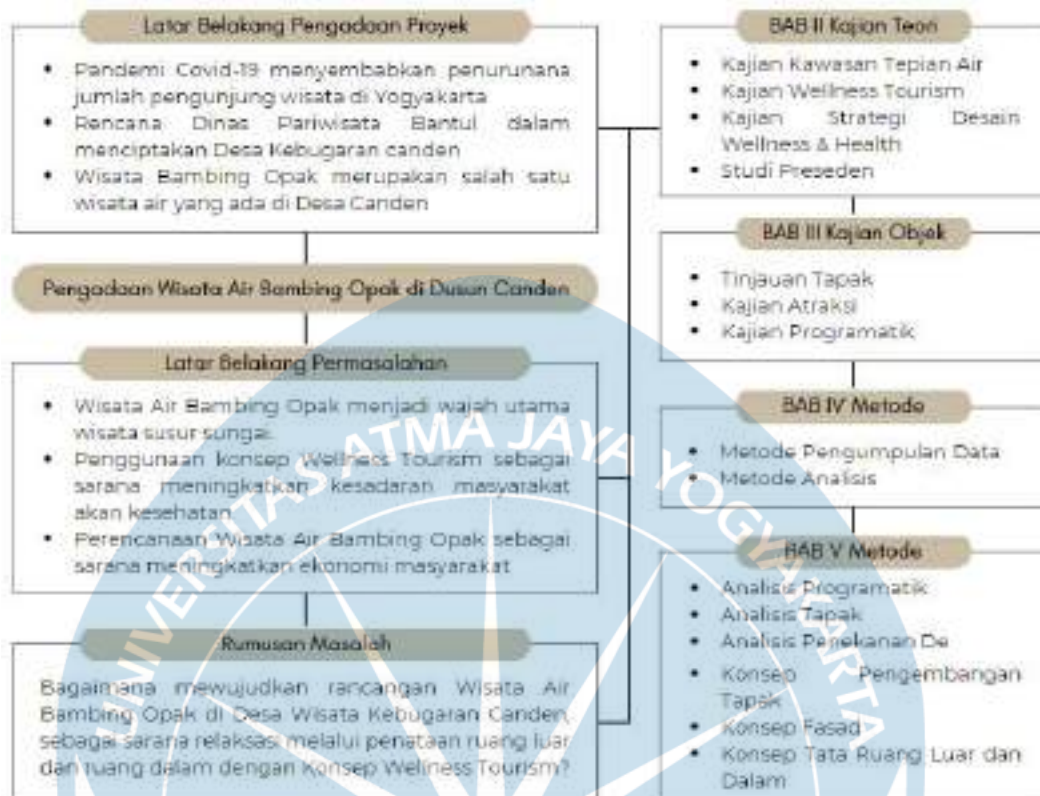 Latar Belakang Pengadaan Proyek
• Pandemi Covid-19 menyembabkan penurunana
jumlah pengunjung wisata di Yogyakarta
• Rencana Dinas Pariwisata Bantul dalam
menciptakan Desa Kebugaran canden
• Wisata Bambing Opak merupakan salah satu
wisata air yang ada di Desa Canden
Pengadaan Wisata Air Bambing Opak di Dusun Canden
Latar Belakang Permasalahan
• Wisata Air Bambing Opak menjadi wajah utama
wisata susur sungai.
• Penggunaan konsep Wellness Tourism sebagai
sarana meningkatkan kesadaran masyarakat
akan kesehatan
• Perencanaan Wisata Air Bambing Opak sebagai
sarana meningkatkan ekonomi masyarakat
Rumusan Masalah
Bagaimana mewujudkan rancangan Wisata Air
Bambing Opak di Desa Wisata Kebugaran Canden,
sebagai sarana relaksasi melalui penataan ruang luar
dan ruang dalam dengan Konsep Wellness Tourism?
BAB II Kajian Teori
• Kajian Kawasan Tepian Air
• Kajian Wellness Tourism
• Kajian Strategi Desain
Wellness & Health
• Studi Preseden
BAB III Kajian Objek
• Tinjauan Tapak
• Kajian Atraksi
• Kajian Programatik
BAB IV Metode
• Metode Pengumpulan Data
• Metode Analisis
BAB V Metode
• Analisis Programatik
• Analisis Tapak
• Analisis Penekanan De
• Konsep Pengembangan
Tapak
• Konsep Fasad
• Konsep Tata Ruang Luar dan
Dalam
UNIVERSITAS ATMA JAYA YOGYAKARTA